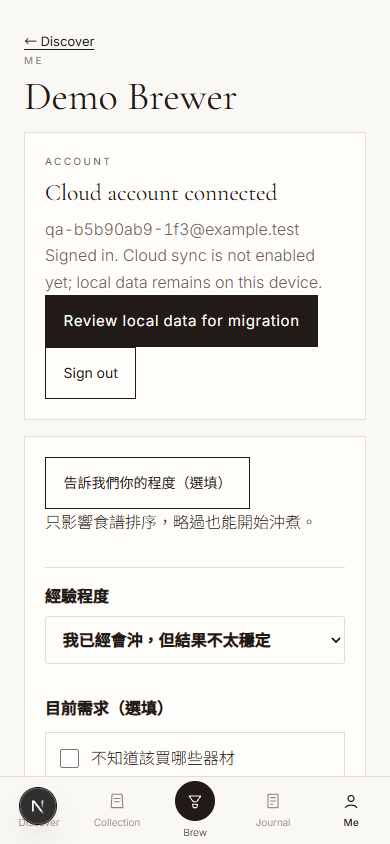 ← Discover
ME
Demo Brewer
ACCOUNT
Cloud account connected
qa-b5b90ab9-1f3@example.test
Signed in. Cloud sync is not enabled
yet; local data remains on this device.
Review local data for migration
Sign out
告訴我們你的程度（選填）
只影響食譜排序，略過也能開始沖煮。
經驗程度
我已經會沖，但結果不太穩定
目前需求（選填）
不知道該買哪些器材
N
Discover
Collection
Brew
Journal
Me